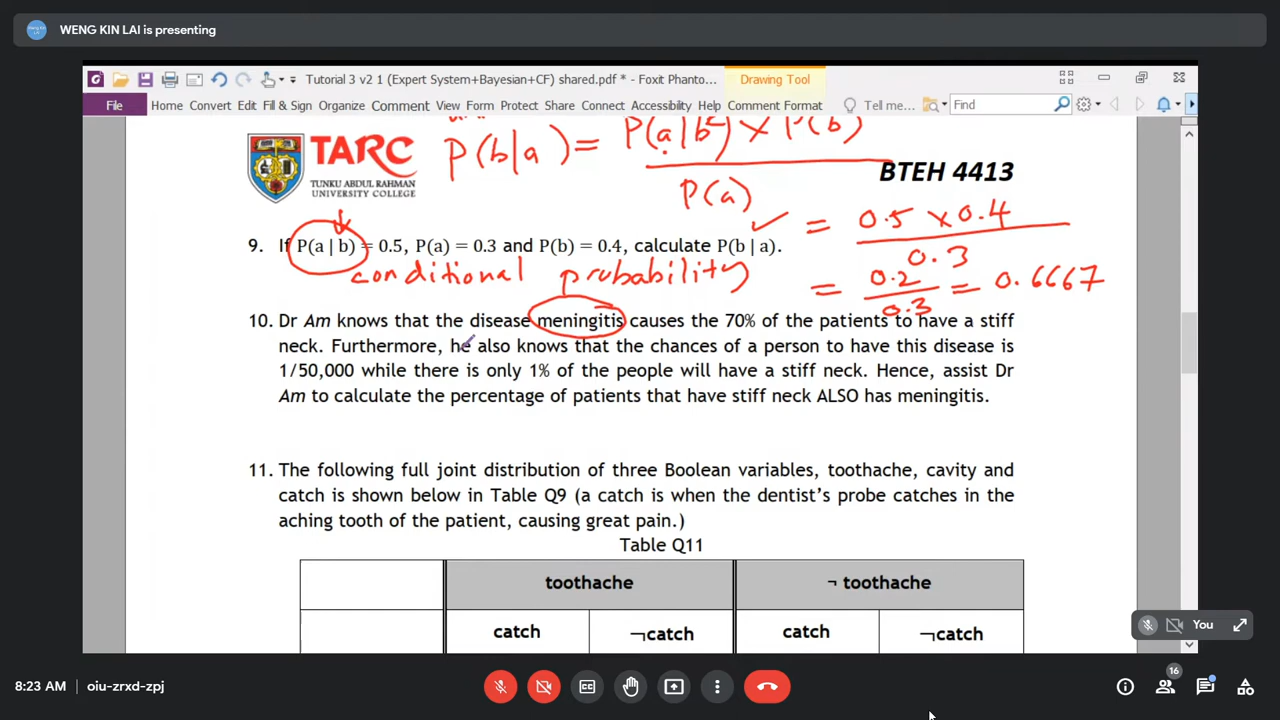 WENG KIN LAI is presenting
Tutorial 3 v2 1 (Expert System+Bayesian+CF) shared.pdf * - Foxit Phanto...
Drawing Tool
File Home Convert Edit Fill & Sign Organize Comment View Form Protect Share Connect Accessibility Help Comment Format Tell me... Find
TARC
TUNKU ABDUL RAHMAN
UNIVERSITY COLLEGE
P(b|a) = P(a|b) × P(b)
P(a)
BTEH 4413
= 0.5 × 0.4
0.3
9. If P(a | b) = 0.5, P(a) = 0.3 and P(b) = 0.4, calculate P(b | a).
conditional probability
= 0.2 = 0.6667
0.3
10. Dr Am knows that the disease meningitis causes the 70% of the patients to have a stiff
neck. Furthermore, he also knows that the chances of a person to have this disease is
1/50,000 while there is only 1% of the people will have a stiff neck. Hence, assist Dr
Am to calculate the percentage of patients that have stiff neck ALSO has meningitis.
11. The following full joint distribution of three Boolean variables, toothache, cavity and
catch is shown below in Table Q9 (a catch is when the dentist's probe catches in the
aching tooth of the patient, causing great pain.)
Table Q11
toothache ¬ toothache
catch ¬catch catch ¬catch
You
8:23 AM oiu-zrxd-zpj
16